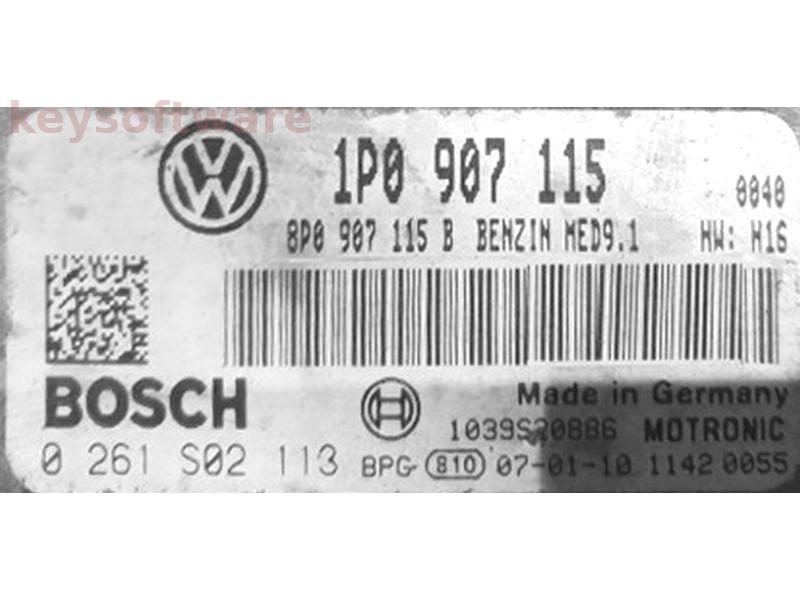 keysoftware
1P0 907 115 0040
8P0 907 115 B BENZIN MED9.1 HW: H16
BOSCH
Made in Germany
1039S20886 MOTRONIC
0 261 S02 113 BPG 810 07-01-10 1142 0055